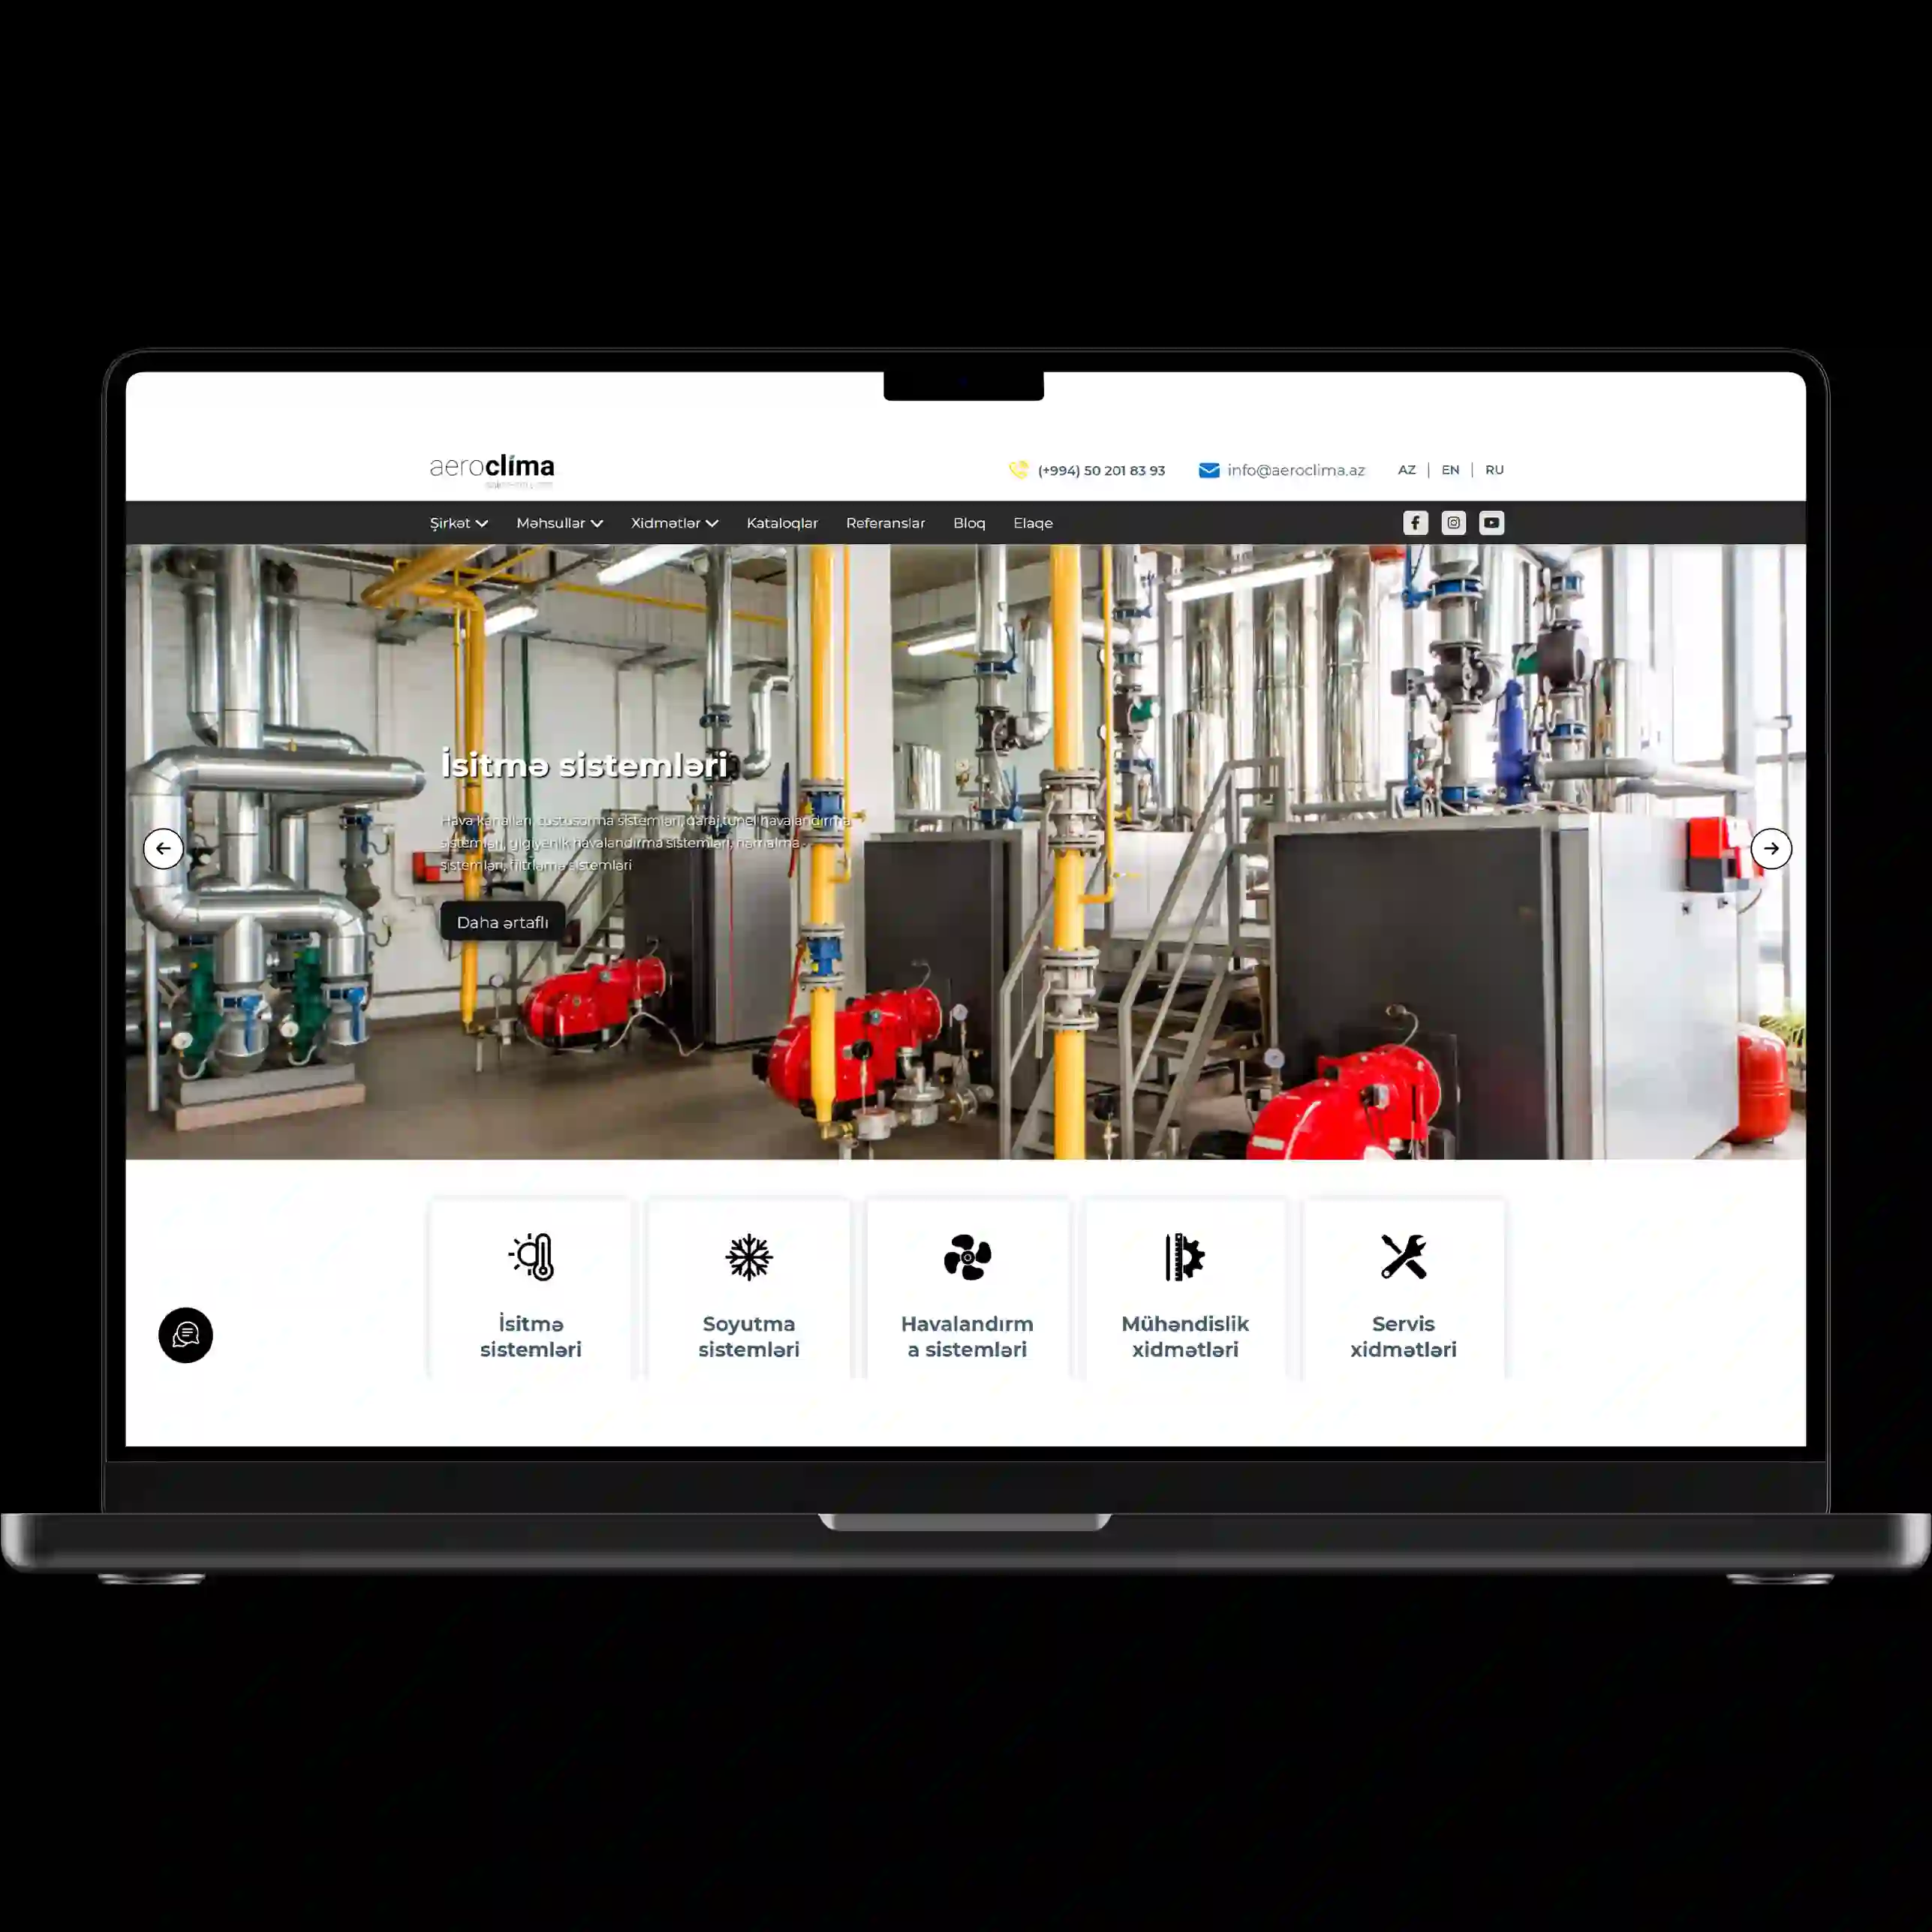 aeroclima
(+994) 50 201 83 93
info@aeroclima.az
AZ | EN | RU
Şirkət
Məhsullar
Xidmətlər
Kataloqlar
Referanslar
Bloq
Elaqe
İsitmə sistemləri
Hava kanalları, tüstüsorma sistemləri, qaraj,tunel havalandırma
sistemləri, gigiyenik havalandırma sistemləri, nəmalma
sistemləri, filtrləmə sistemləri
Daha ərtaflı
İsitmə
sistemləri
Soyutma
sistemləri
Havalandırm
a sistemləri
Mühəndislik
xidmətləri
Servis
xidmətləri